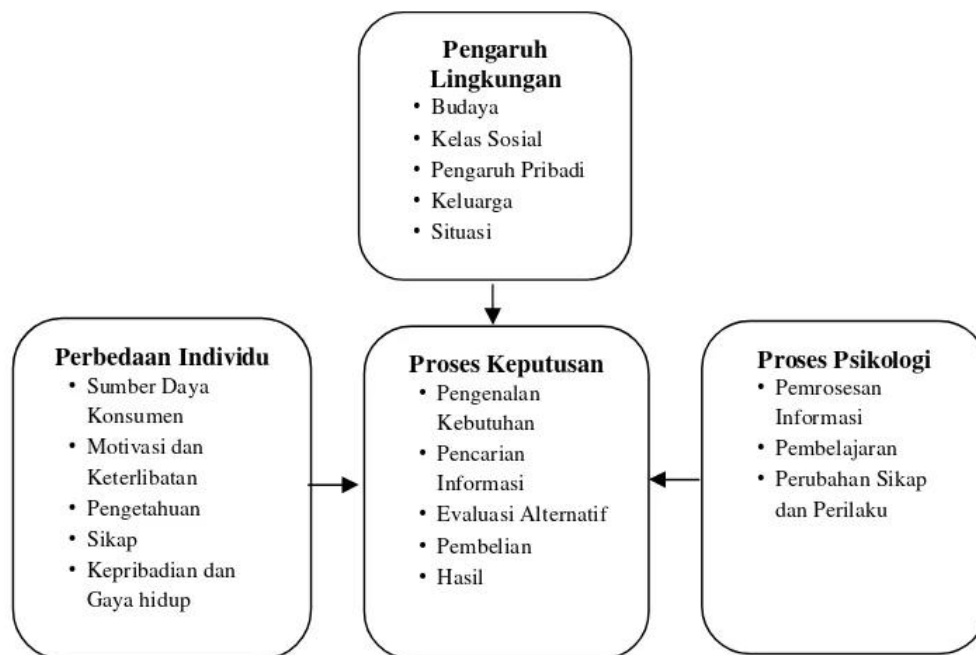 Pengaruh
Lingkungan
• Budaya
• Kelas Sosial
• Pengaruh Pribadi
• Keluarga
• Situasi
Perbedaan Individu
• Sumber Daya
Konsumen
• Motivasi dan
Keterlibatan
• Pengetahuan
• Sikap
• Kepribadian dan
Gaya hidup
Proses Keputusan
• Pengenalan
Kebutuhan
• Pencarian
Informasi
• Evaluasi Alternatif
• Pembelian
• Hasil
Proses Psikologi
• Pemrosesan
Informasi
• Pembelajaran
• Perubahan Sikap
dan Perilaku